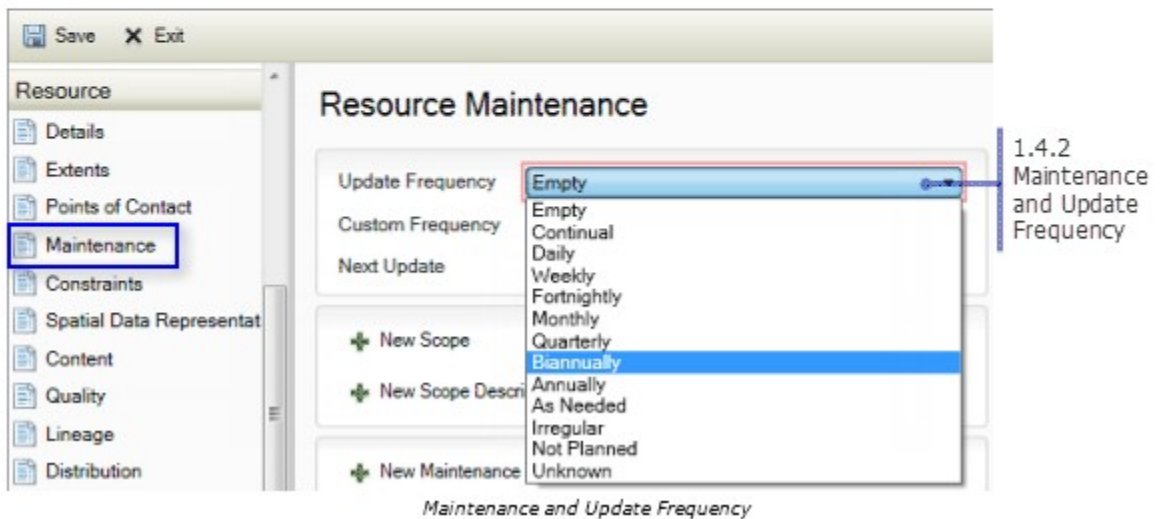 Save X Exit
Resource
Details
Extents
Points of Contact
Maintenance
Constraints
Spatial Data Representat
Content
Quality
Lineage
Distribution
Resource Maintenance
Update Frequency
Empty
Custom Frequency
Next Update
Empty
Continual
Daily
Weekly
Fortnightly
Monthly
Quarterly
Biannually
Annually
As Needed
Irregular
Not Planned
Unknown
New Scope
New Scope Descri
New Maintenance
1.4.2
Maintenance
and Update
Frequency
Maintenance and Update Frequency